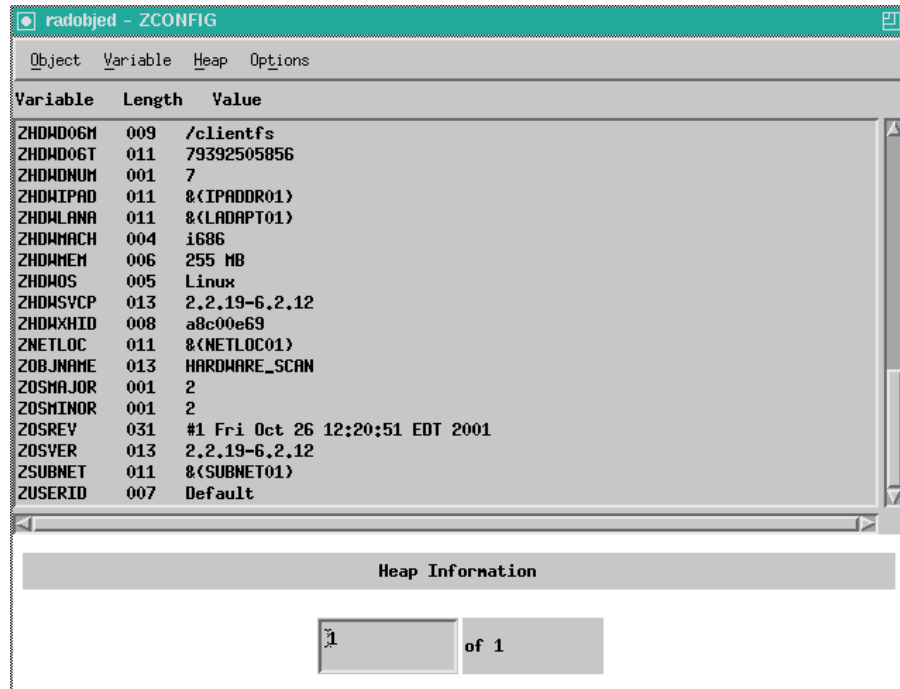 radobjed - ZCONFIG
Object Variable Heap Options
Variable Length Value
ZHDWD06M 009 /clientfs
ZHDWD06T 011 79392505856
ZHDWDNUM 001 7
ZHDWIPAD 011 &(IPADDR01)
ZHDWLANA 011 &(LADAPT01)
ZHDWMACH 004 i686
ZHDWMEM 006 255 MB
ZHDWOS 005 Linux
ZHDWSYCP 013 2.2.19-6.2.12
ZHDWXHID 008 a8c00e69
ZNETLOC 011 &(NETLOC01)
ZOBJNAME 013 HARDWARE_SCAN
ZOSMAJOR 001 2
ZOSMINOR 001 2
ZOSREV 031 #1 Fri Oct 26 12:20:51 EDT 2001
ZOSVER 013 2.2.19-6.2.12
ZSUBNET 011 &(SUBNET01)
ZUSERID 007 Default
Heap Information
1 of 1